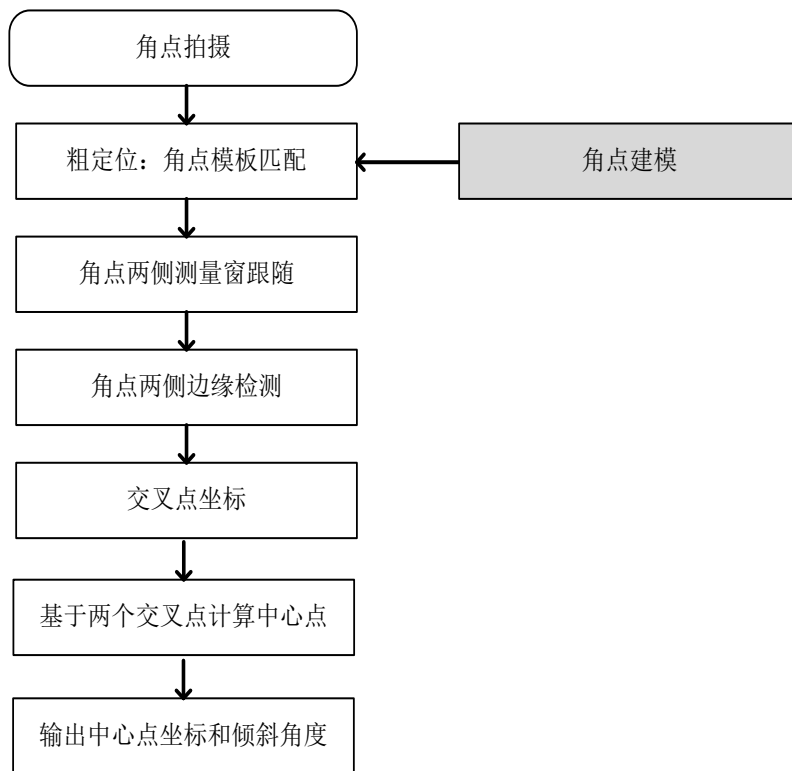 角点拍摄
粗定位：角点模板匹配
角点建模
角点两侧测量窗跟随
角点两侧边缘检测
交叉点坐标
基于两个交叉点计算中心点
输出中心点坐标和倾斜角度